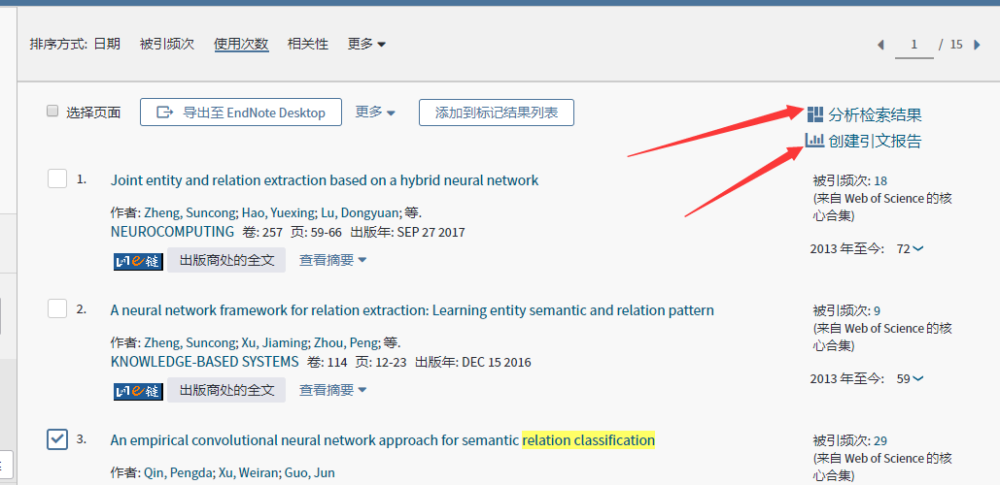 排序方式: 日期 被引频次 使用次数 相关性 更多 1 / 15
选择页面 导出至 EndNote Desktop 更多 添加到标记结果列表 分析检索结果
创建引文报告
1. Joint entity and relation extraction based on a hybrid neural network
被引频次: 18
(来自 Web of Science 的核
心合集)
作者: Zheng, Suncong; Hao, Yuexing; Lu, Dongyuan; 等.
NEUROCOMPUTING 卷: 257 页: 59-66 出版年: SEP 27 2017
2013 年至今: 72
出版商处的全文 查看摘要
2. A neural network framework for relation extraction: Learning entity semantic and relation pattern
被引频次: 9
(来自 Web of Science 的核
心合集)
作者: Zheng, Suncong; Xu, Jiaming; Zhou, Peng; 等.
KNOWLEDGE-BASED SYSTEMS 卷: 114 页: 12-23 出版年: DEC 15 2016
2013 年至今: 59
出版商处的全文 查看摘要
3. An empirical convolutional neural network approach for semantic relation classification
被引频次: 29
(来自 Web of Science 的核
心合集)
作者: Qin, Pengda; Xu, Weiran; Guo, Jun